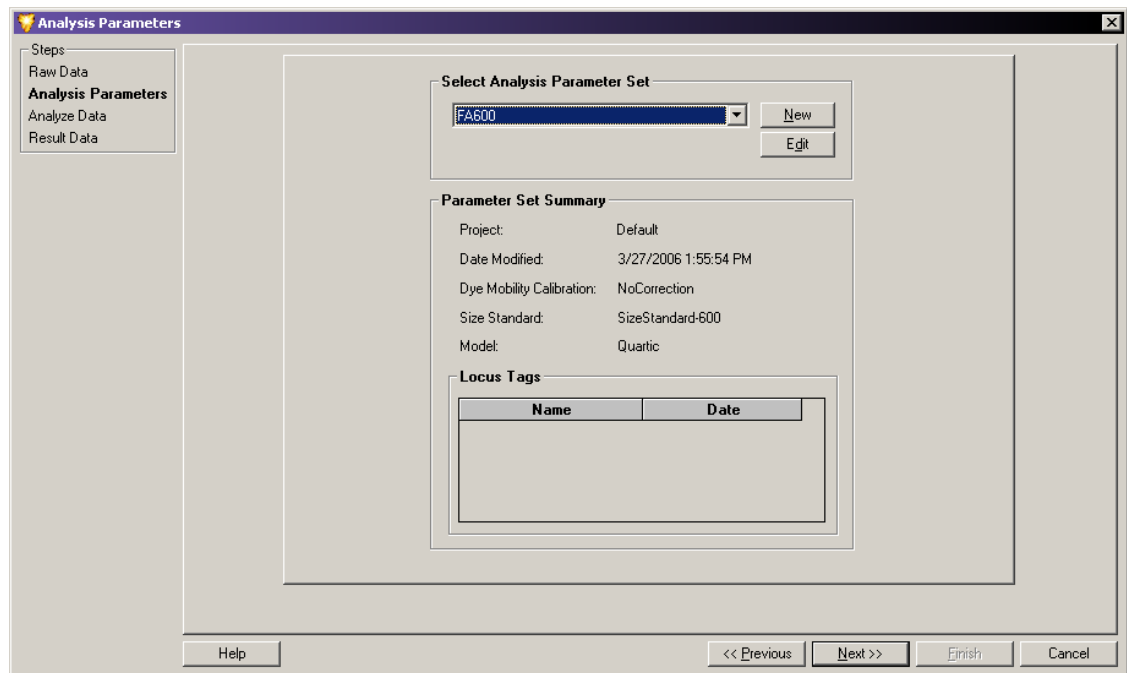 Analysis Parameters
Steps
Raw Data
Analysis Parameters
Analyze Data
Result Data
Select Analysis Parameter Set
FA600
New
Edit
Parameter Set Summary
Project: Default
Date Modified: 3/27/2006 1:55:54 PM
Dye Mobility Calibration: NoCorrection
Size Standard: SizeStandard-600
Model: Quartic
Locus Tags
Name Date
Help << Previous Next >> Finish Cancel